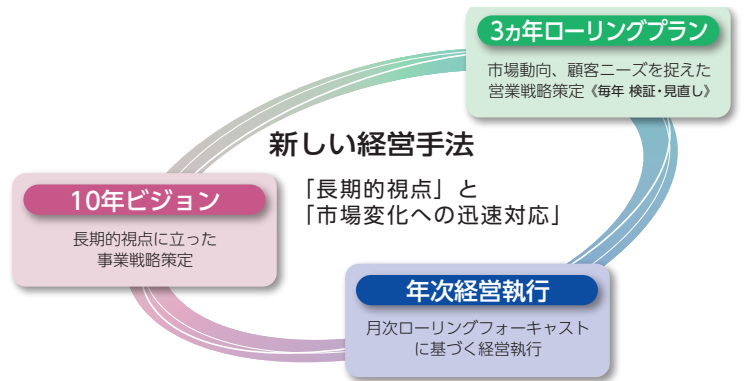 3ヵ年ローリングプラン
市場動向、顧客ニーズを捉えた
営業戦略策定《毎年 検証・見直し》
新しい経営手法
「長期的視点」と
「市場変化への迅速対応」
10年ビジョン
長期的視点に立った
事業戦略策定
年次経営執行
月次ローリングフォーキャスト
に基づく経営執行